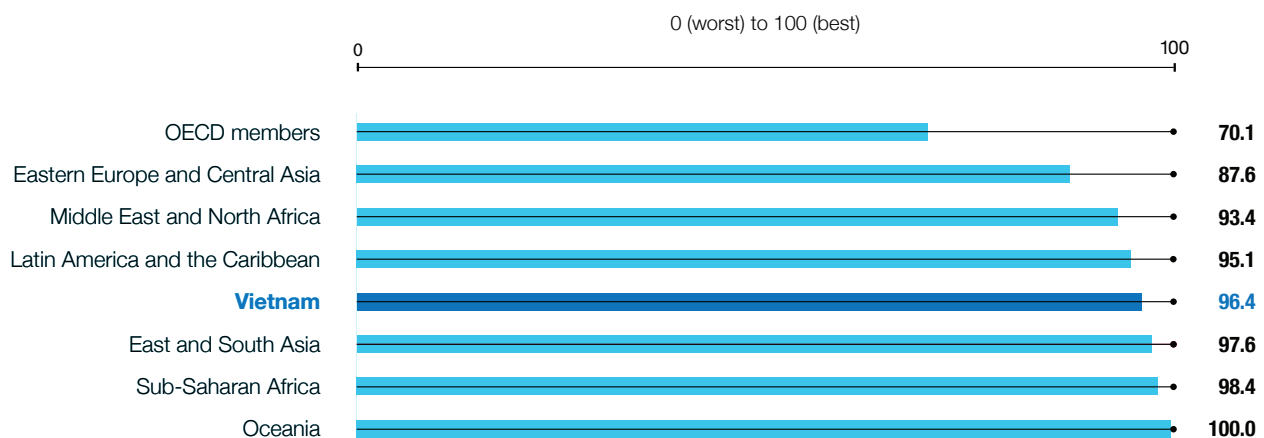 0 (worst) to 100 (best)
0 100
OECD members 70.1
Eastern Europe and Central Asia 87.6
Middle East and North Africa 93.4
Latin America and the Caribbean 95.1
Vietnam 96.4
East and South Asia 97.6
Sub-Saharan Africa 98.4
Oceania 100.0